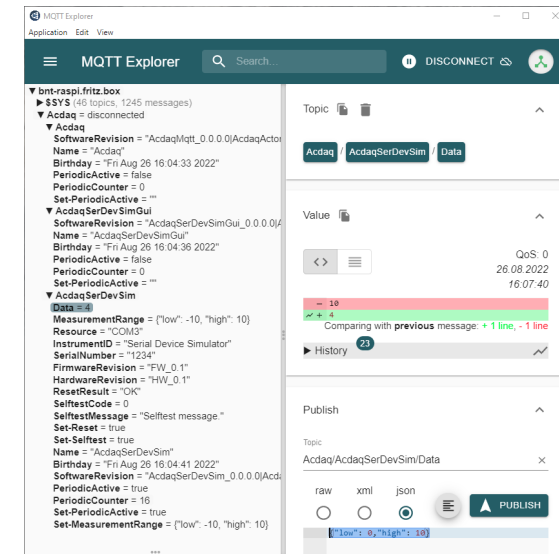 MQTT Explorer
Application Edit View
MQTT Explorer
Search...
DISCONNECT
▼ bnt-raspi.fritz.box
▶ $SYS (46 topics, 1245 messages)
▼ Acdaq = disconnected
▼ Acdaq
SoftwareRevision = "AcdaqMqtt_0.0.0.0|AcdaqActor
Name = "Acdaq"
Birthday = "Fri Aug 26 16:04:33 2022"
PeriodicActive = false
PeriodicCounter = 0
Set-PeriodicActive = ""
▼ AcdaqSerDevSimGui
SoftwareRevision = "AcdaqSerDevSimGui_0.0.0.0|A
Name = "AcdaqSerDevSimGui"
Birthday = "Fri Aug 26 16:04:36 2022"
PeriodicActive = false
PeriodicCounter = 0
Set-PeriodicActive = ""
▼ AcdaqSerDevSim
Data = 4
MeasurementRange = {"low": -10, "high": 10}
Resource = "COM3"
InstrumentID = "Serial Device Simulator"
SerialNumber = "1234"
FirmwareRevision = "FW_0.1"
HardwareRevision = "HW_0.1"
ResetResult = "OK"
SelftestCode = 0
SelftestMessage = "Selftest message."
Set-Reset = true
Set-Selftest = true
Name = "AcdaqSerDevSim"
Birthday = "Fri Aug 26 16:04:41 2022"
SoftwareRevision = "AcdaqSerDevSim_0.0.0.0|Acda
PeriodicActive = true
PeriodicCounter = 16
Set-PeriodicActive = true
Set-MeasurementRange = {"low": -10, "high": 10}
Topic
Acdaq / AcdaqSerDevSim / Data
Value
QoS: 0
26.08.2022
16:07:40
- 10
+ 4
Comparing with previous message: + 1 line, - 1 line
▶ History 23
Publish
Topic
Acdaq/AcdaqSerDevSim/Data
raw xml json
PUBLISH
{"low": 0,"high": 10}